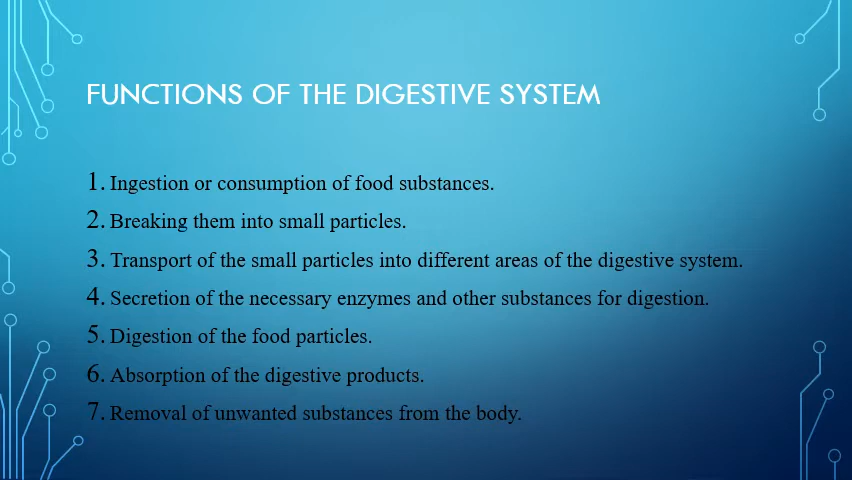 FUNCTIONS OF THE DIGESTIVE SYSTEM
1. Ingestion or consumption of food substances.
2. Breaking them into small particles.
3. Transport of the small particles into different areas of the digestive system.
4. Secretion of the necessary enzymes and other substances for digestion.
5. Digestion of the food particles.
6. Absorption of the digestive products.
7. Removal of unwanted substances from the body.